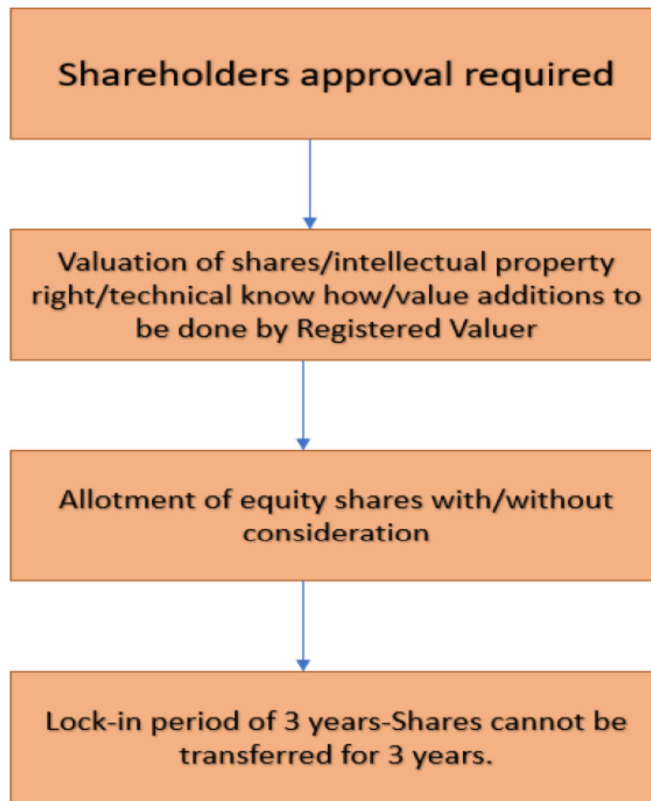 Shareholders approval required
Valuation of shares/intellectual property
right/technical know how/value additions to
be done by Registered Valuer
Allotment of equity shares with/without
consideration
Lock-in period of 3 years-Shares cannot be
transferred for 3 years.